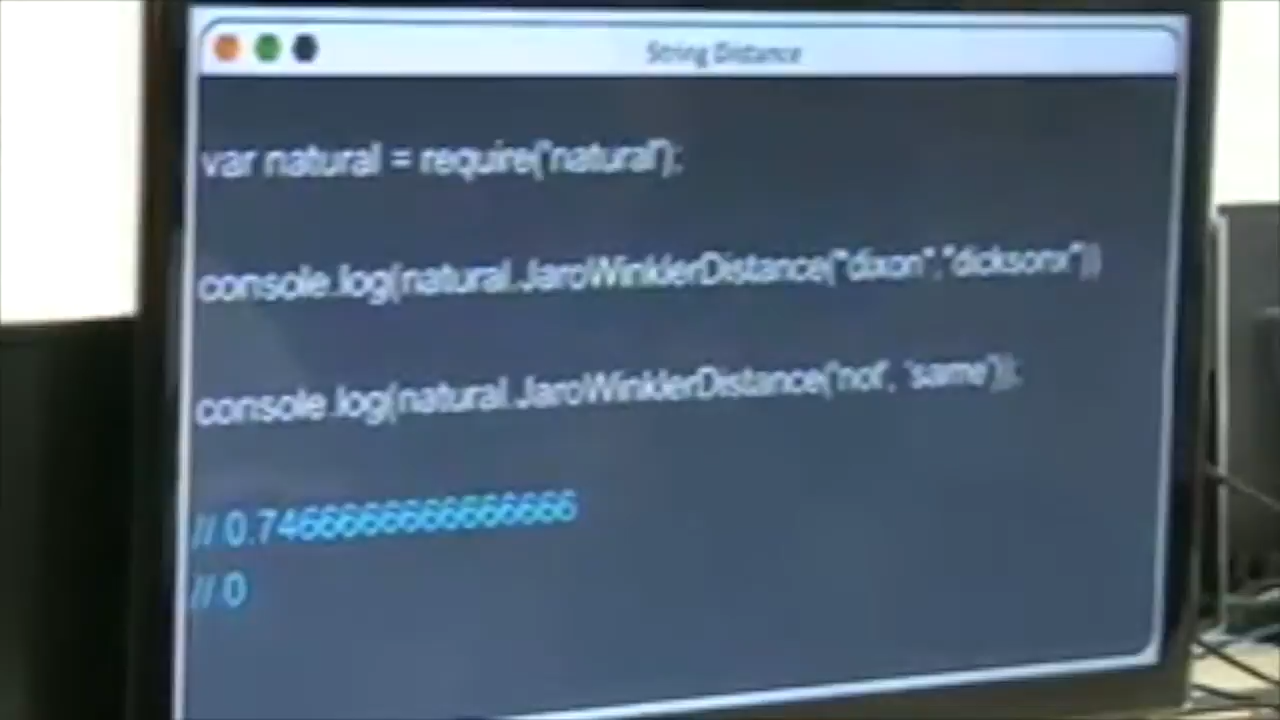 String Distance
var natural = require('natural');
console.log(natural.JaroWinklerDistance("dixon","dicksonx"))
console.log(natural.JaroWinklerDistance('not', 'same'));
// 0.7466666666666666
// 0